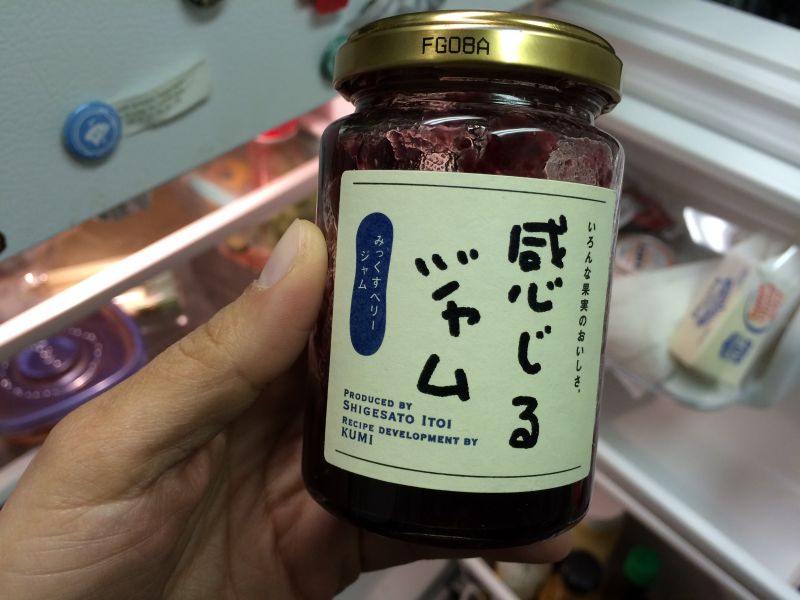 FG08A
いろんな果実のおいしさ。
感じる
ジャム
みっくすベリー
ジャム
PRODUCED BY
SHIGESATO ITOI
RECIPE DEVELOPMENT BY
KUMI